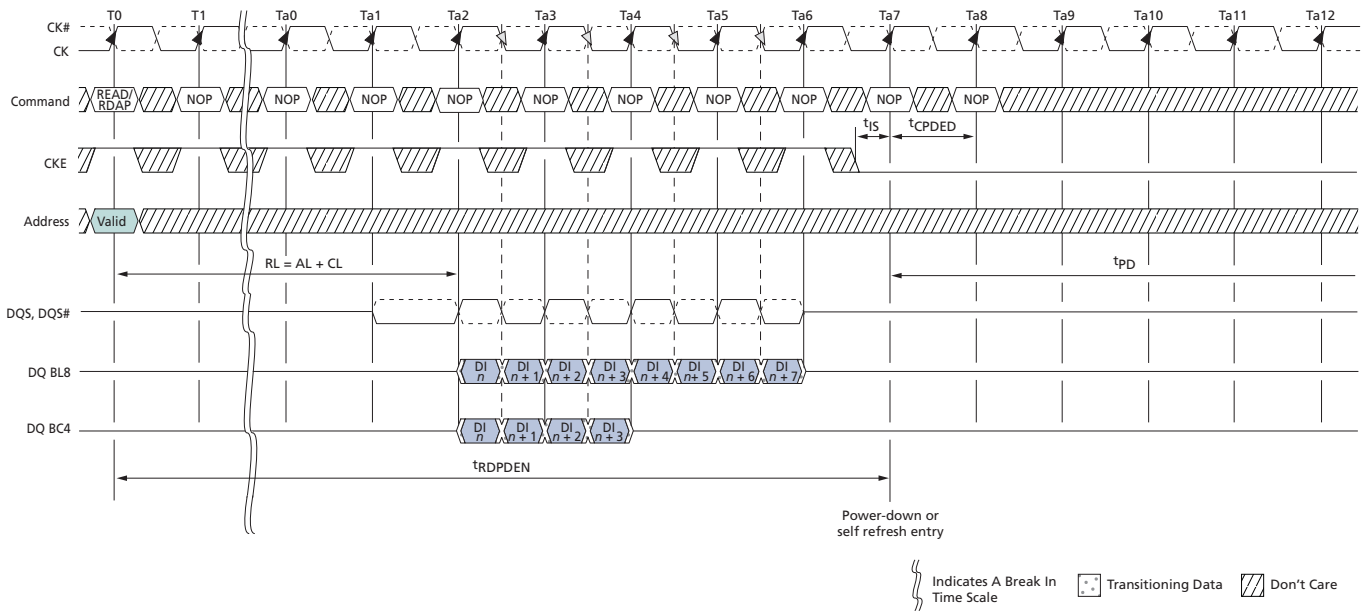 T0 T1 Ta0 Ta1 Ta2 Ta3 Ta4 Ta5 Ta6 Ta7 Ta8 Ta9 Ta10 Ta11 Ta12
CK#
CK
Command READ/ RDAP NOP NOP NOP NOP NOP NOP NOP NOP NOP NOP
tIS tCPDED
CKE
Address Valid
RL = AL + CL tPD
DQS, DQS#
DQ BL8 DI n DI n + 1 DI n + 2 DI n + 3 DI n + 4 DI n + 5 DI n + 6 DI n + 7
DQ BC4 DI n DI n + 1 DI n + 2 DI n + 3
tRDPDEN
Power-down or
self refresh entry
Indicates A Break In
Time Scale
Transitioning Data
Don't Care